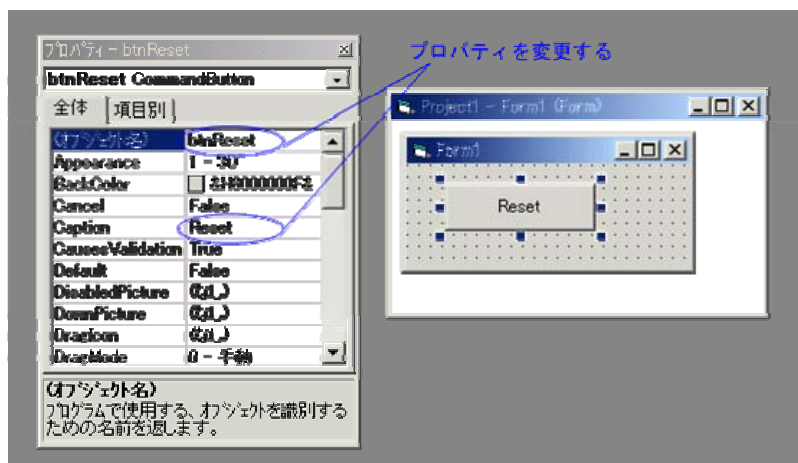 プロパティを変更する
ﾌﾟﾛﾊﾟﾃｨ - btnReset
btnReset CommandButton
全体 項目別
(ｵﾌﾞｼﾞｪｸﾄ名) btnReset
Appearance 1 - 3D
BackColor &H8000000F&
Cancel False
Caption Reset
CausesValidation True
Default False
DisabledPicture (なし)
DownPicture (なし)
DragIcon (なし)
DragMode 0 - 手動
(ｵﾌﾞｼﾞｪｸﾄ名)
ﾌﾟﾛｸﾞﾗﾑで使用する、ｵﾌﾞｼﾞｪｸﾄを識別する
ための名前を返します。
Project1 - Form1 (Form)
Form1
Reset